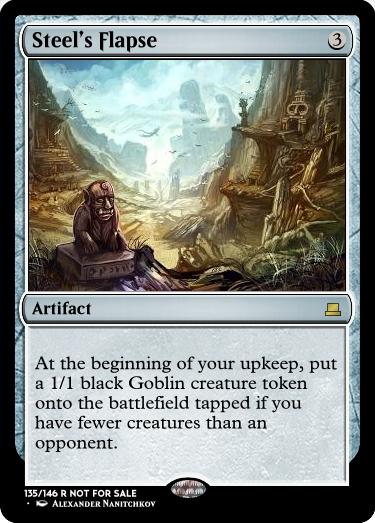 Steel's Flapse 3
Artifact
At the beginning of your upkeep, put
a 1/1 black Goblin creature token
onto the battlefield tapped if you
have fewer creatures than an
opponent.
135/146 R NOT FOR SALE
· Alexander Nanitchkov